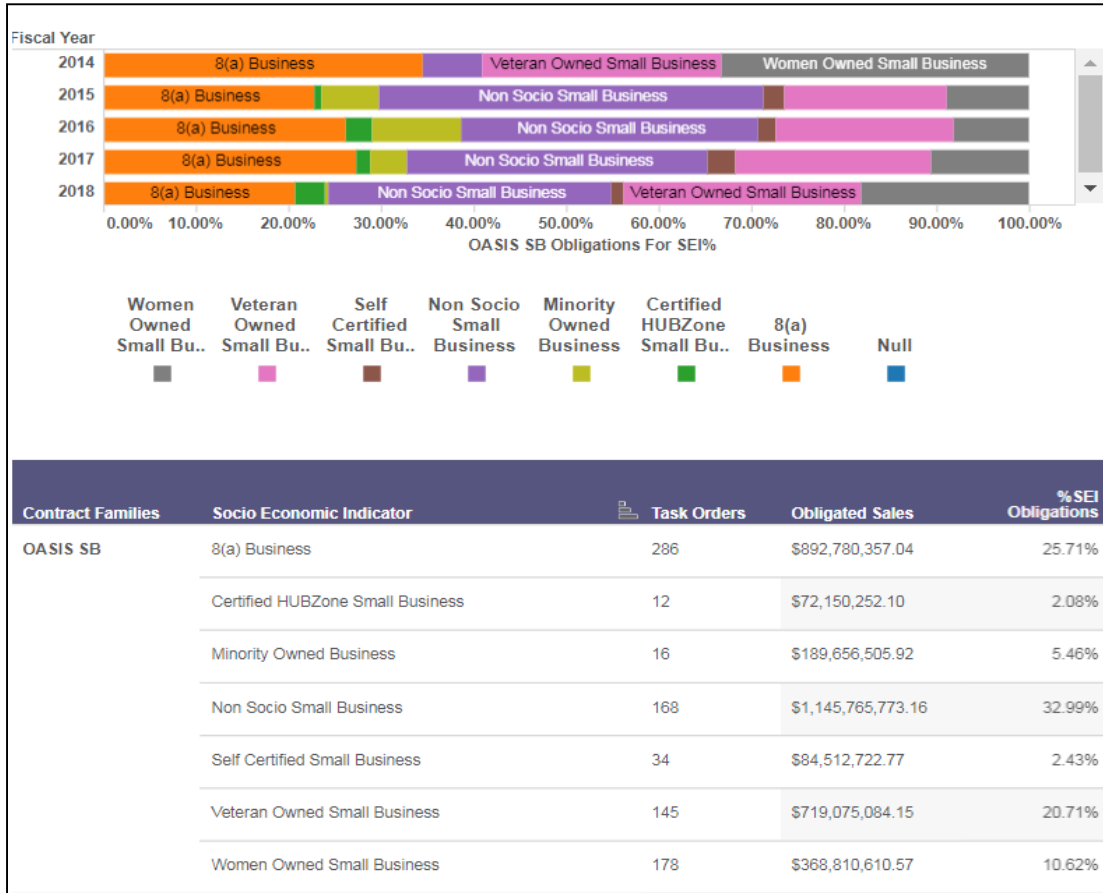 Fiscal Year
2014 8(a) Business Veteran Owned Small Business Women Owned Small Business
2015 8(a) Business Non Socio Small Business
2016 8(a) Business Non Socio Small Business
2017 8(a) Business Non Socio Small Business
2018 8(a) Business Non Socio Small Business Veteran Owned Small Business
0.00% 10.00% 20.00% 30.00% 40.00% 50.00% 60.00% 70.00% 80.00% 90.00% 100.00%
OASIS SB Obligations For SEI%
Women Veteran Self Non Socio Minority Certified
Owned Owned Certified Small Owned HUBZone 8(a)
Small Bu.. Small Bu.. Small Bu.. Business Business Small Bu.. Business Null
%SEI
Contract Families Socio Economic Indicator Task Orders Obligated Sales Obligations
OASIS SB 8(a) Business 286 $892,780,357.04 25.71%
Certified HUBZone Small Business 12 $72,150,252.10 2.08%
Minority Owned Business 16 $189,656,505.92 5.46%
Non Socio Small Business 168 $1,145,765,773.16 32.99%
Self Certified Small Business 34 $84,512,722.77 2.43%
Veteran Owned Small Business 145 $719,075,084.15 20.71%
Women Owned Small Business 178 $368,810,610.57 10.62%